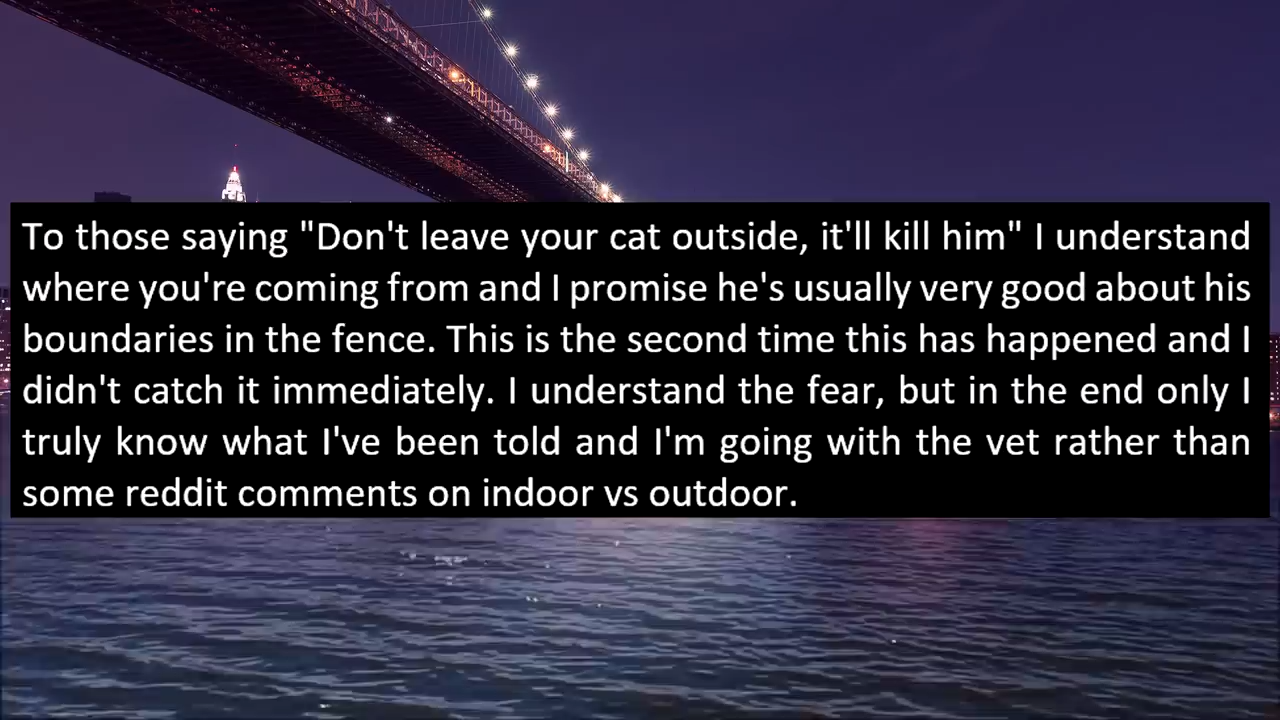 To those saying "Don't leave your cat outside, it'll kill him" I understand
where you're coming from and I promise he's usually very good about his
boundaries in the fence. This is the second time this has happened and I
didn't catch it immediately. I understand the fear, but in the end only I
truly know what I've been told and I'm going with the vet rather than
some reddit comments on indoor vs outdoor.